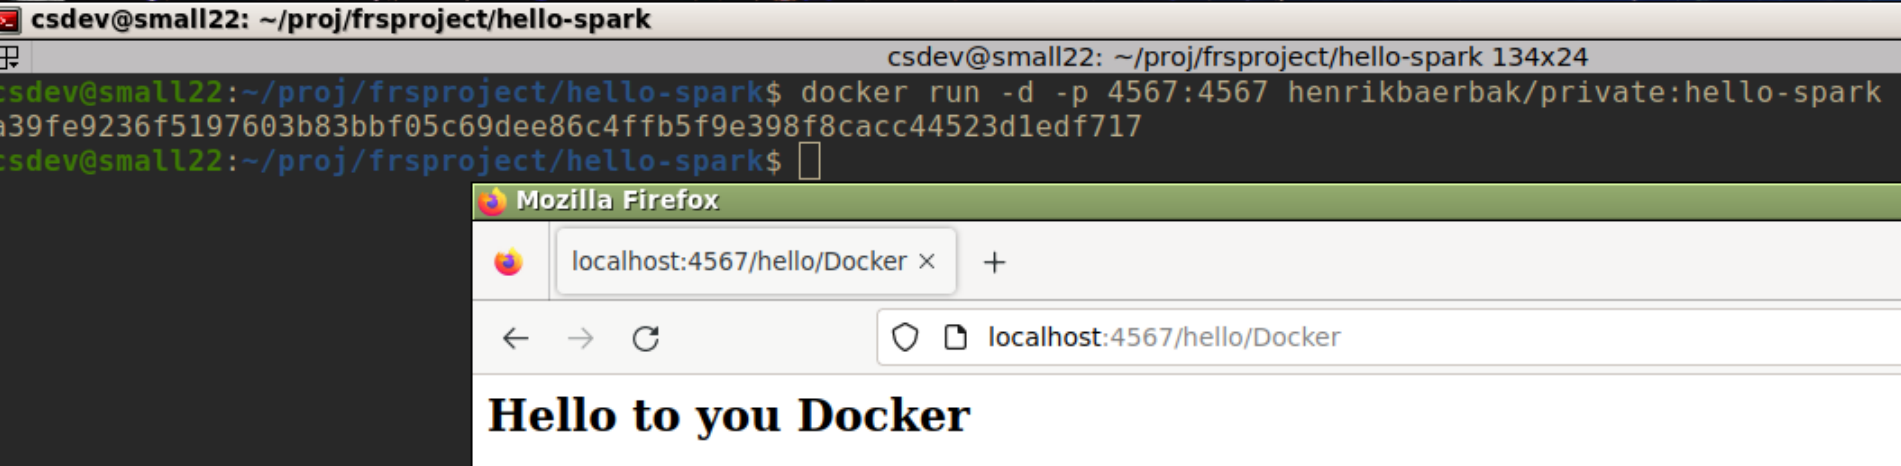 csdev@small22: ~/proj/frsproject/hello-spark
csdev@small22: ~/proj/frsproject/hello-spark 134x24
csdev@small22:~/proj/frsproject/hello-spark$ docker run -d -p 4567:4567 henrikbaerbak/private:hello-spark
a39fe9236f5197603b83bbf05c69dee86c4ffb5f9e398f8cacc44523d1edf717
csdev@small22:~/proj/frsproject/hello-spark$
Mozilla Firefox
localhost:4567/hello/Docker
localhost:4567/hello/Docker
Hello to you Docker